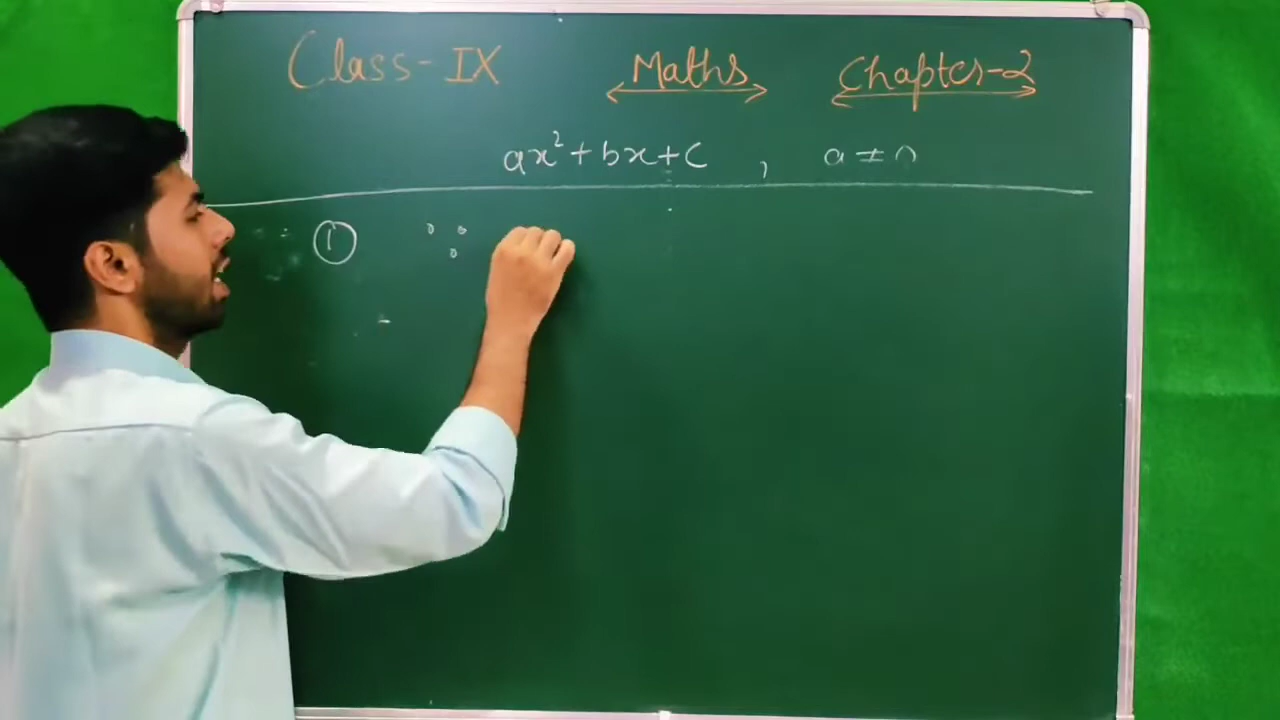 Class-IX Maths Chapter-2
ax²+bx+c , a≠0
①